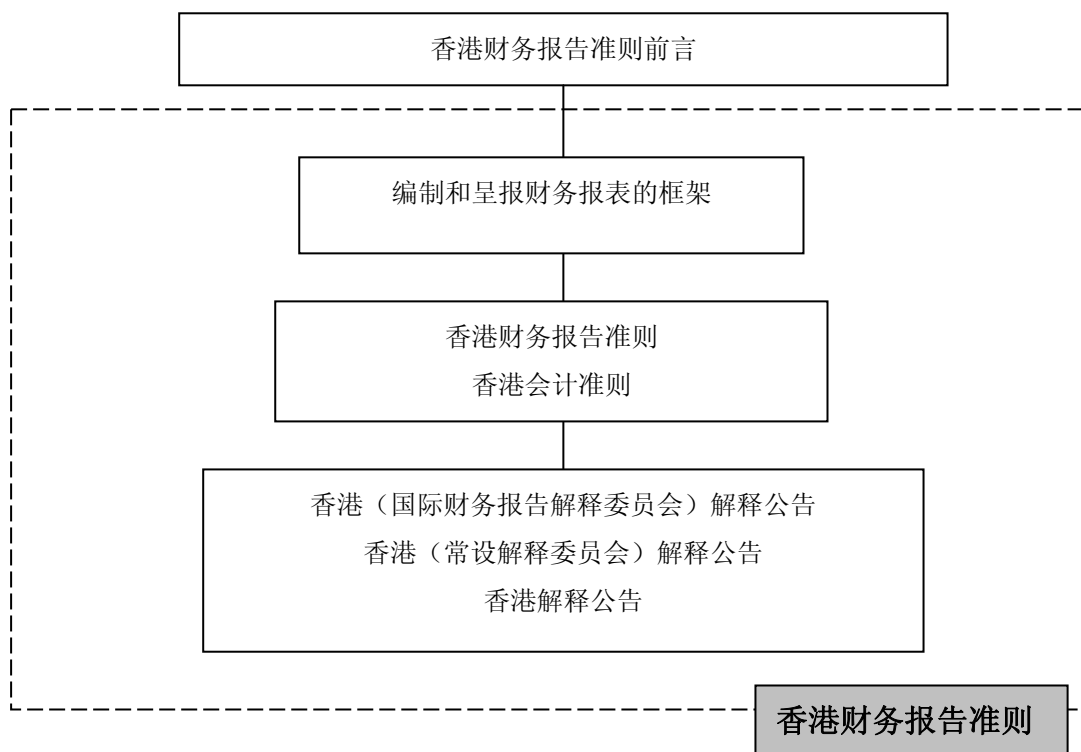 香港财务报告准则前言
编制和呈报财务报表的框架
香港财务报告准则
香港会计准则
香港（国际财务报告解释委员会）解释公告
香港（常设解释委员会）解释公告
香港解释公告
香港财务报告准则